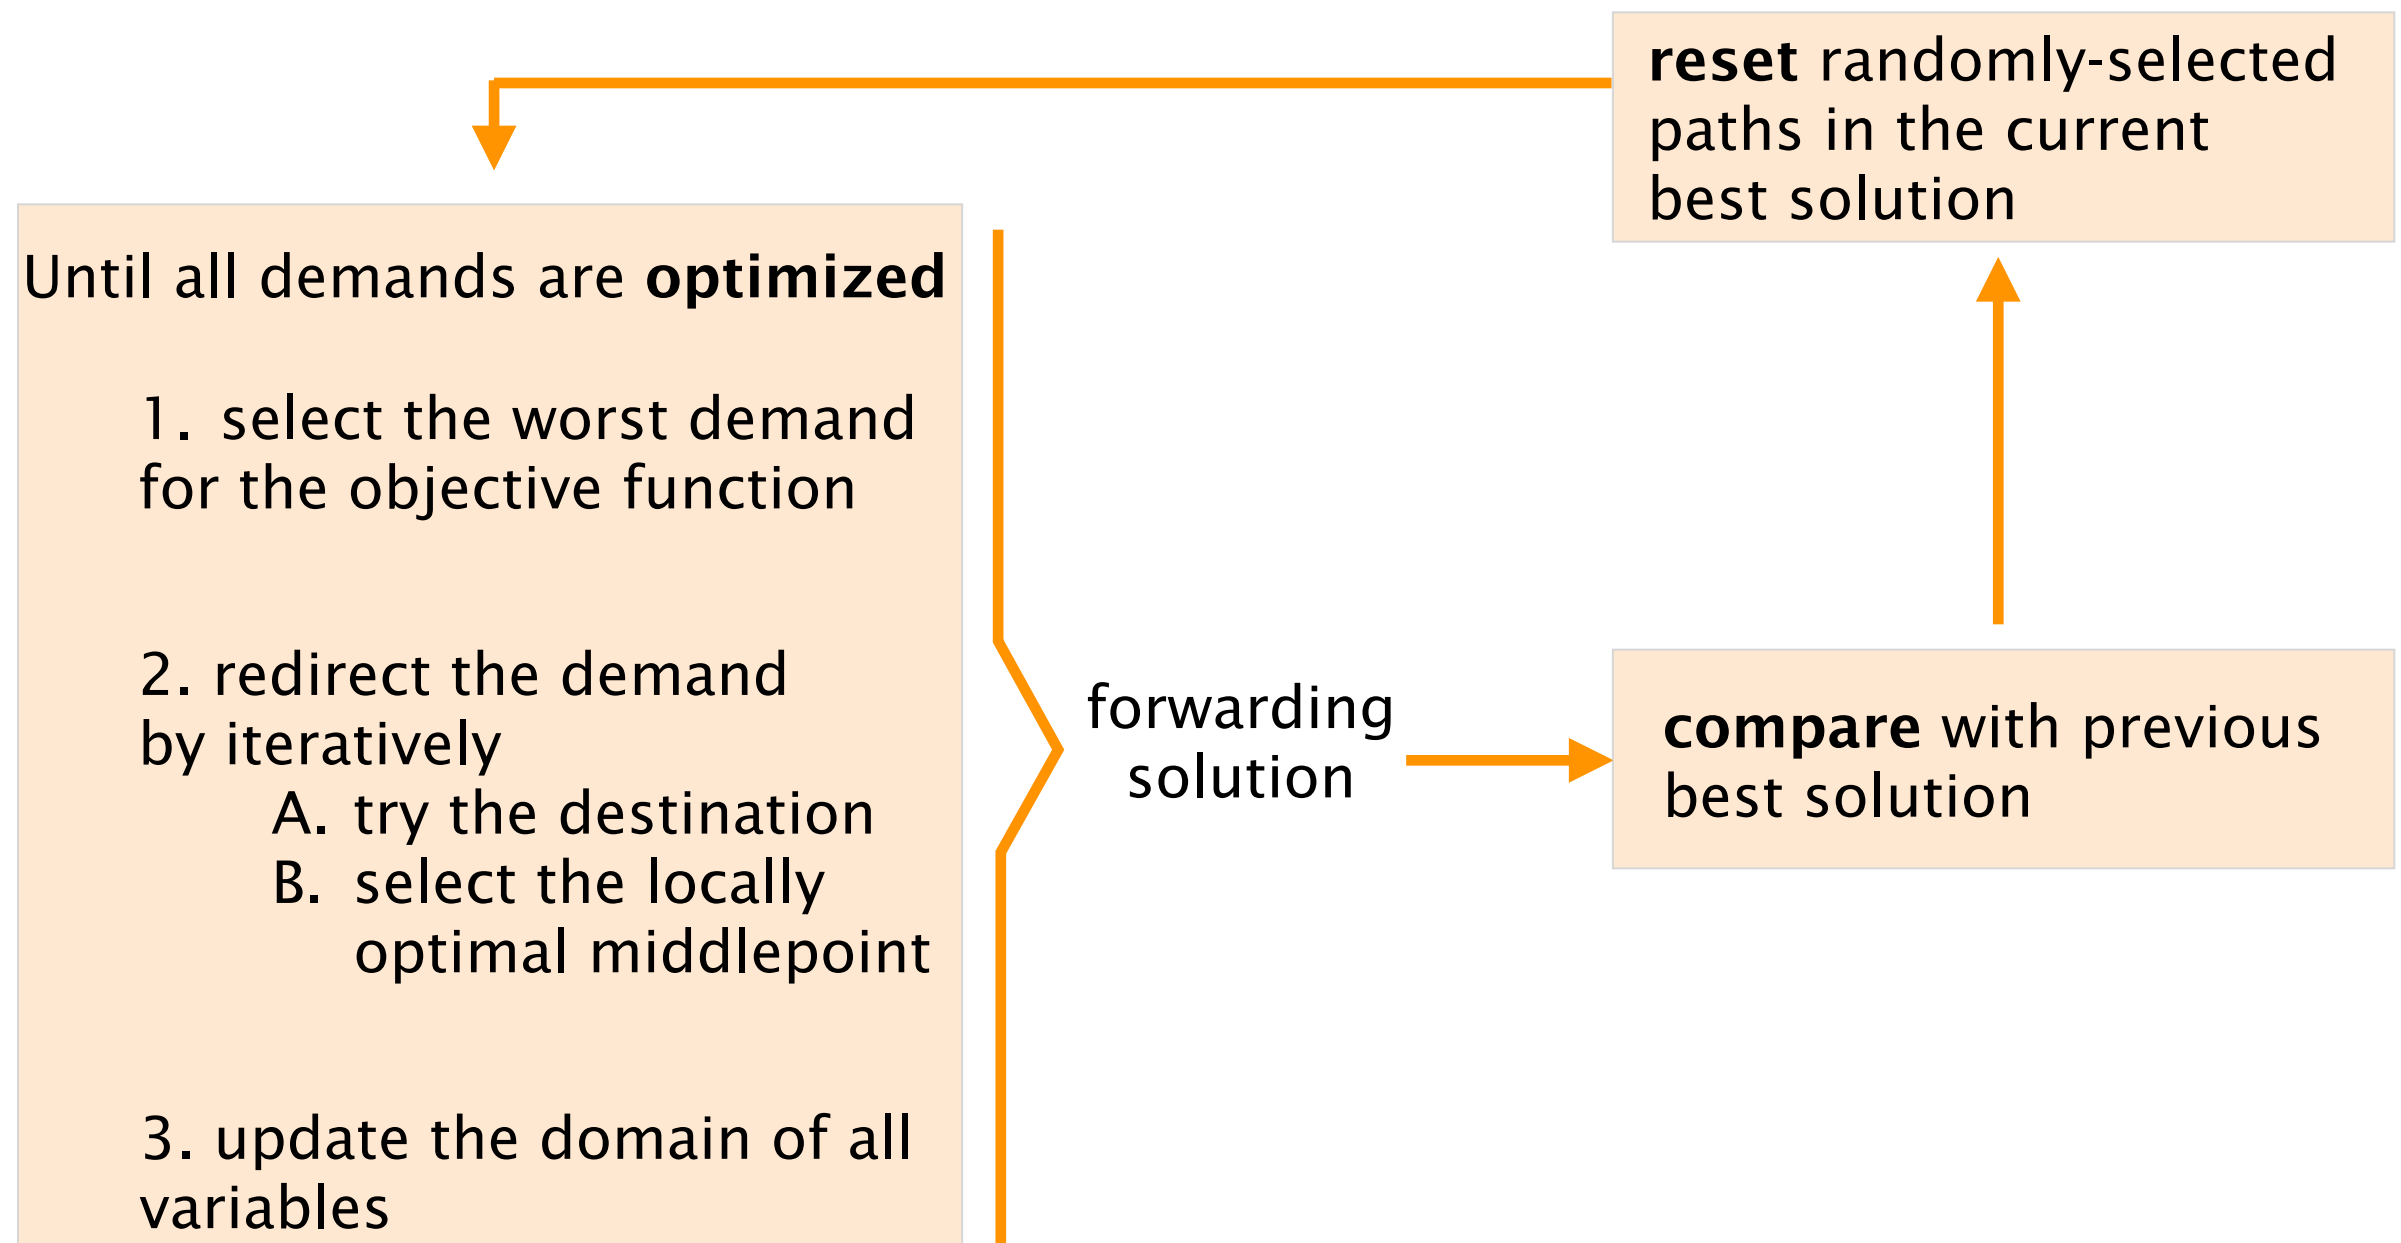 Until all demands are optimized
1. select the worst demand
for the objective function
2. redirect the demand
by iteratively
A. try the destination
B. select the locally
optimal middlepoint
3. update the domain of all
variables
forwarding
solution
compare with previous
best solution
reset randomly-selected
paths in the current
best solution